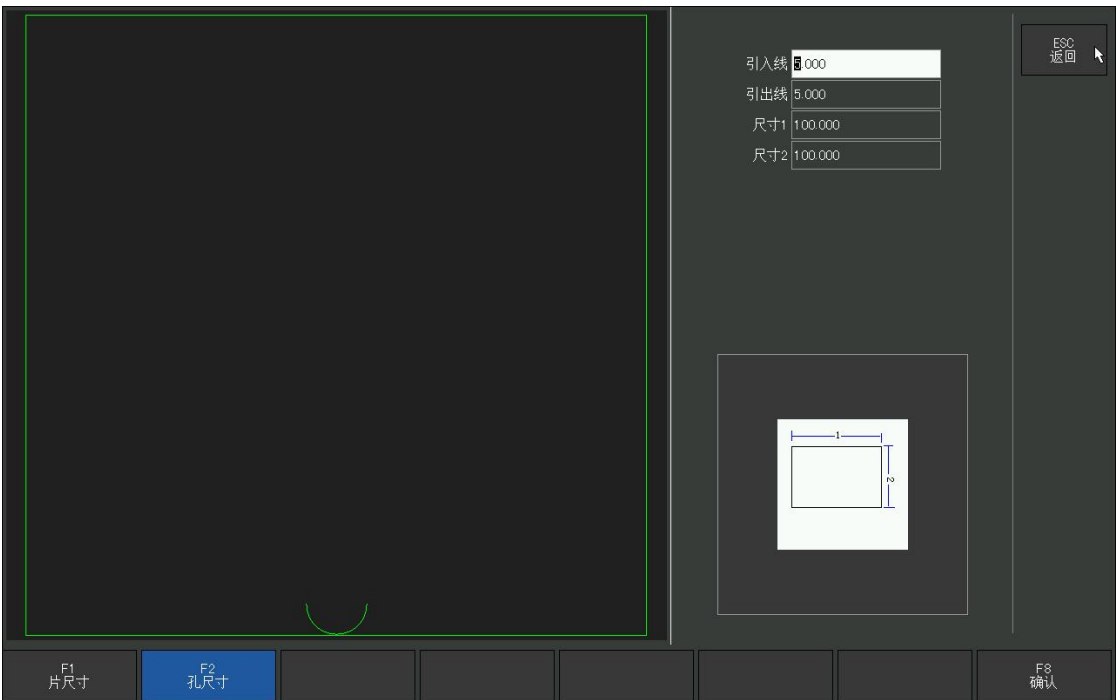 ESC
返回
引入线 5.000
引出线 5.000
尺寸1 100.000
尺寸2 100.000
1
2
F1
片尺寸
F2
孔尺寸
F8
确认